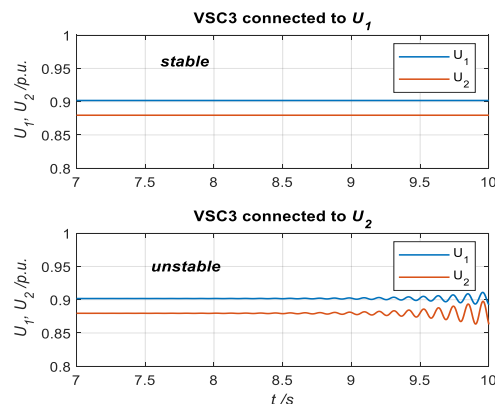 VSC3 connected to U1
1
0.95
0.9
0.85
0.8
U1, U2 /p.u.
stable
U1
U2
7
7.5
8
8.5
9
9.5
10
VSC3 connected to U2
1
0.95
0.9
0.85
0.8
U1, U2 /p.u.
unstable
U1
U2
7
7.5
8
8.5
9
9.5
10
t /s